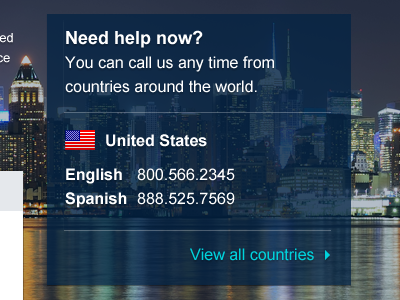 ed
ce
Need help now?
You can call us any time from
countries around the world.
United States
English 800.566.2345
Spanish 888.525.7569
View all countries